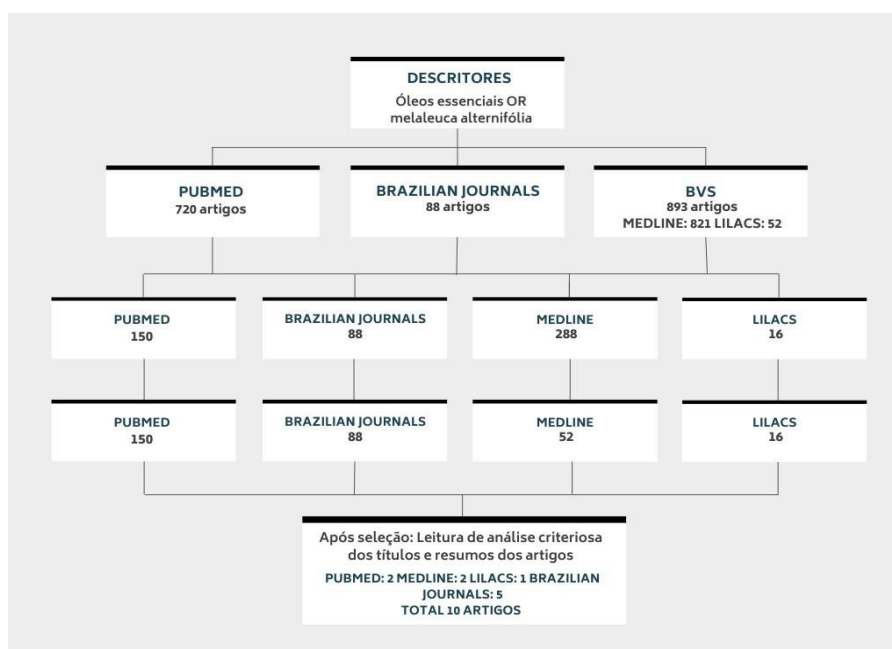 DESCRITORES
Óleos essenciais OR
melaleuca alternifólia
PUBMED
720 artigos
BRAZILIAN JOURNALS
88 artigos
BVS
893 artigos
MEDLINE: 821 LILACS: 52
PUBMED
150
BRAZILIAN JOURNALS
88
MEDLINE
288
LILACS
16
PUBMED
150
BRAZILIAN JOURNALS
88
MEDLINE
52
LILACS
16
Após seleção: Leitura de análise criteriosa
dos títulos e resumos dos artigos
PUBMED: 2 MEDLINE: 2 LILACS: 1 BRAZILIAN
JOURNALS: 5
TOTAL 10 ARTIGOS